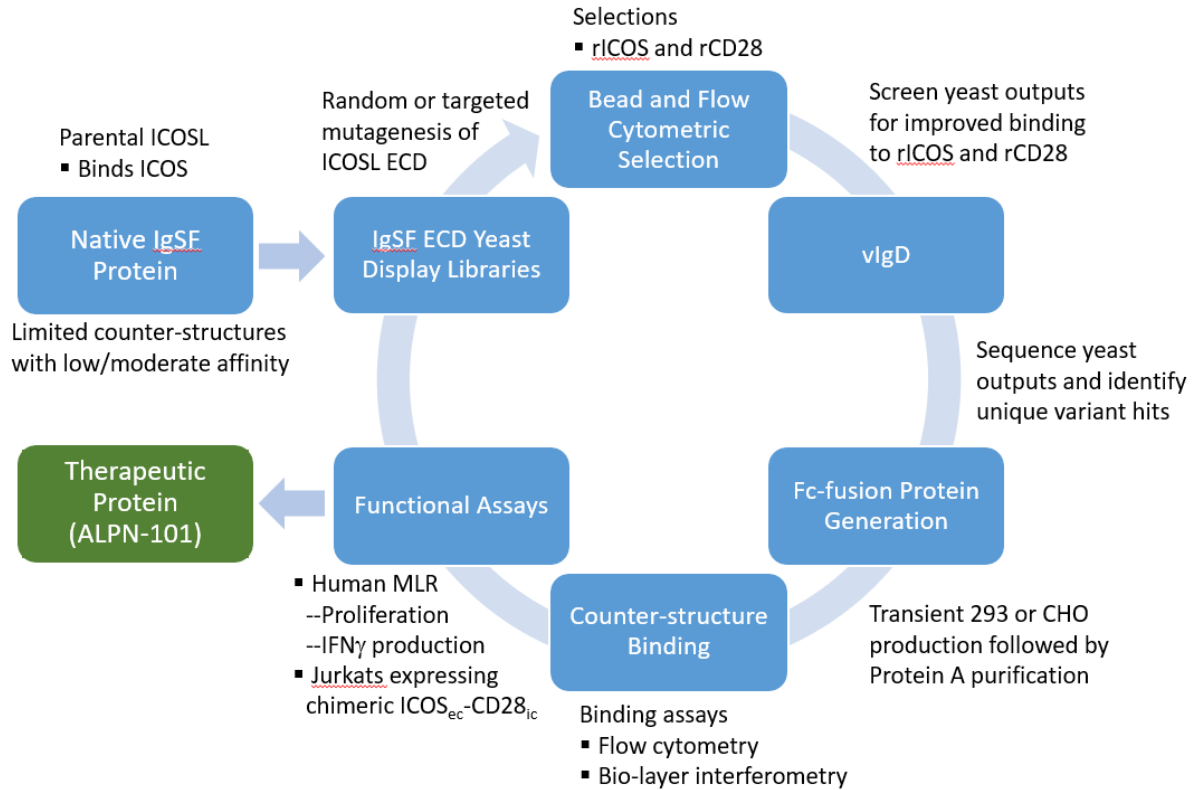 Selections
▪ rICOS and rCD28
Bead and Flow
Cytometric
Selection
Random or targeted
mutagenesis of
ICOSL ECD
Screen yeast outputs
for improved binding
to rICOS and rCD28
Parental ICOSL
▪ Binds ICOS
Native IgSF
Protein
IgSF ECD Yeast
Display Libraries
vIgD
Limited counter-structures
with low/moderate affinity
Sequence yeast
outputs and identify
unique variant hits
Therapeutic
Protein
(ALPN-101)
Functional Assays
Fc-fusion Protein
Generation
▪ Human MLR
--Proliferation
--IFNγ production
▪ Jurkats expressing
chimeric ICOSec-CD28ic
Counter-structure
Binding
Transient 293 or CHO
production followed by
Protein A purification
Binding assays
▪ Flow cytometry
▪ Bio-layer interferometry